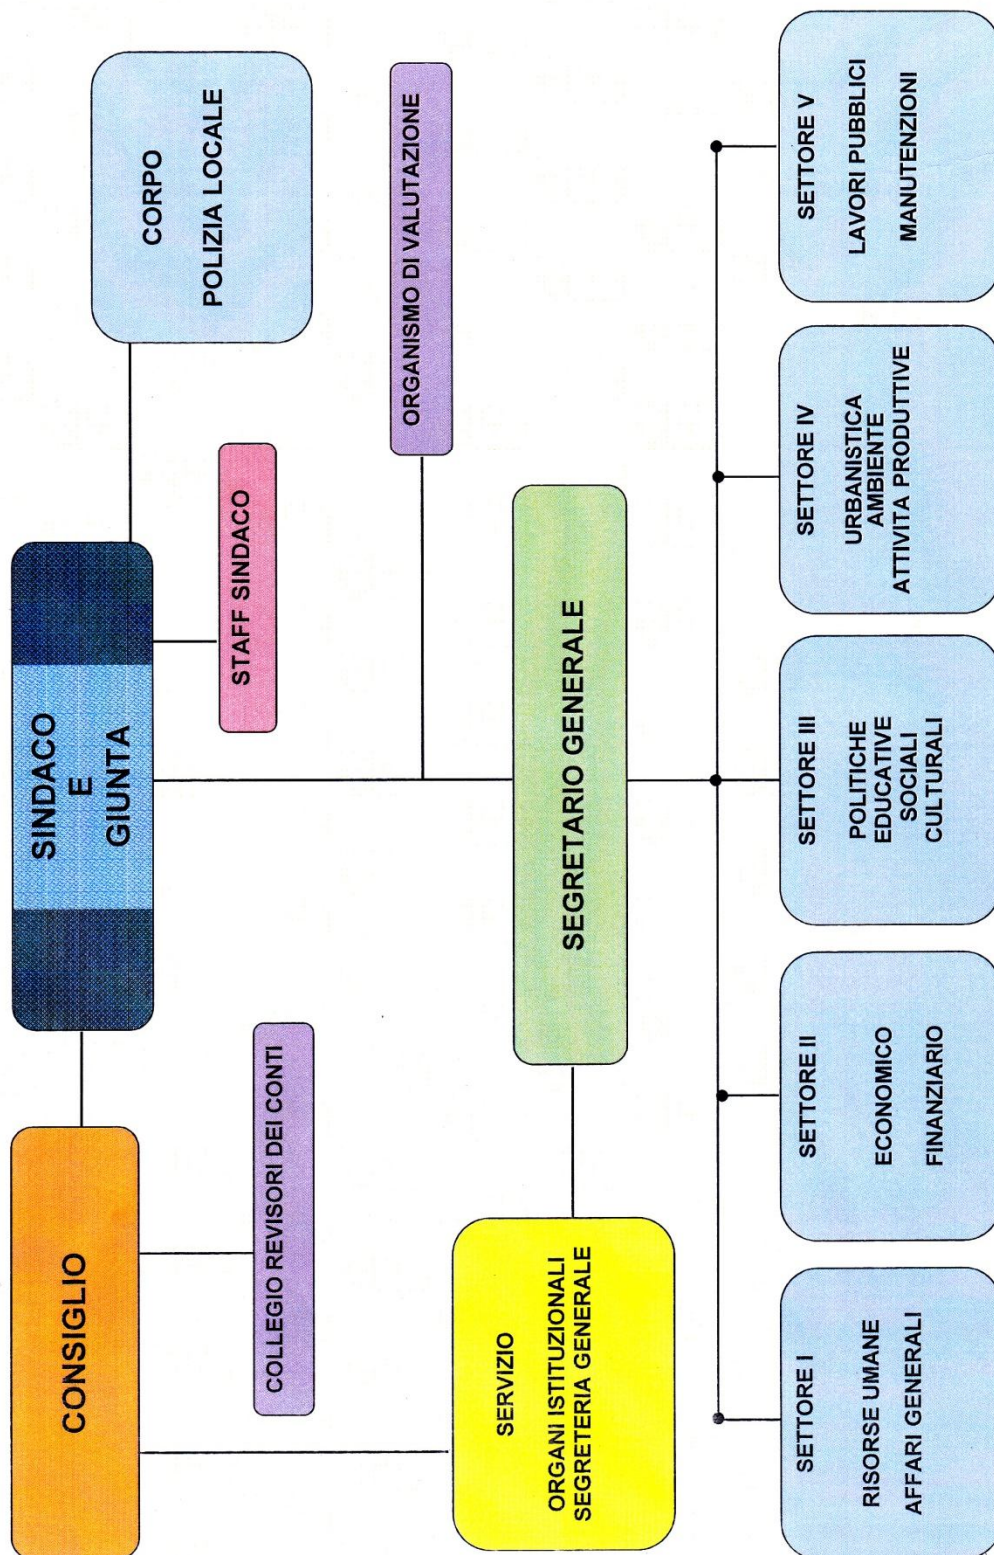 CONSIGLIO
SINDACO
E
GIUNTA
CORPO
POLIZIA LOCALE
COLLEGIO REVISORI DEI CONTI
STAFF SINDACO
ORGANISMO DI VALUTAZIONE
SERVIZIO
ORGANI ISTITUZIONALI
SEGRETERIA GENERALE
SEGRETARIO GENERALE
SETTORE I
RISORSE UMANE
AFFARI GENERALI
SETTORE II
ECONOMICO
FINANZIARIO
SETTORE III
POLITICHE
EDUCATIVE
SOCIALI
CULTURALI
SETTORE IV
URBANISTICA
AMBIENTE
ATTIVITA PRODUTTIVE
SETTORE V
LAVORI PUBBLICI
MANUTENZIONI